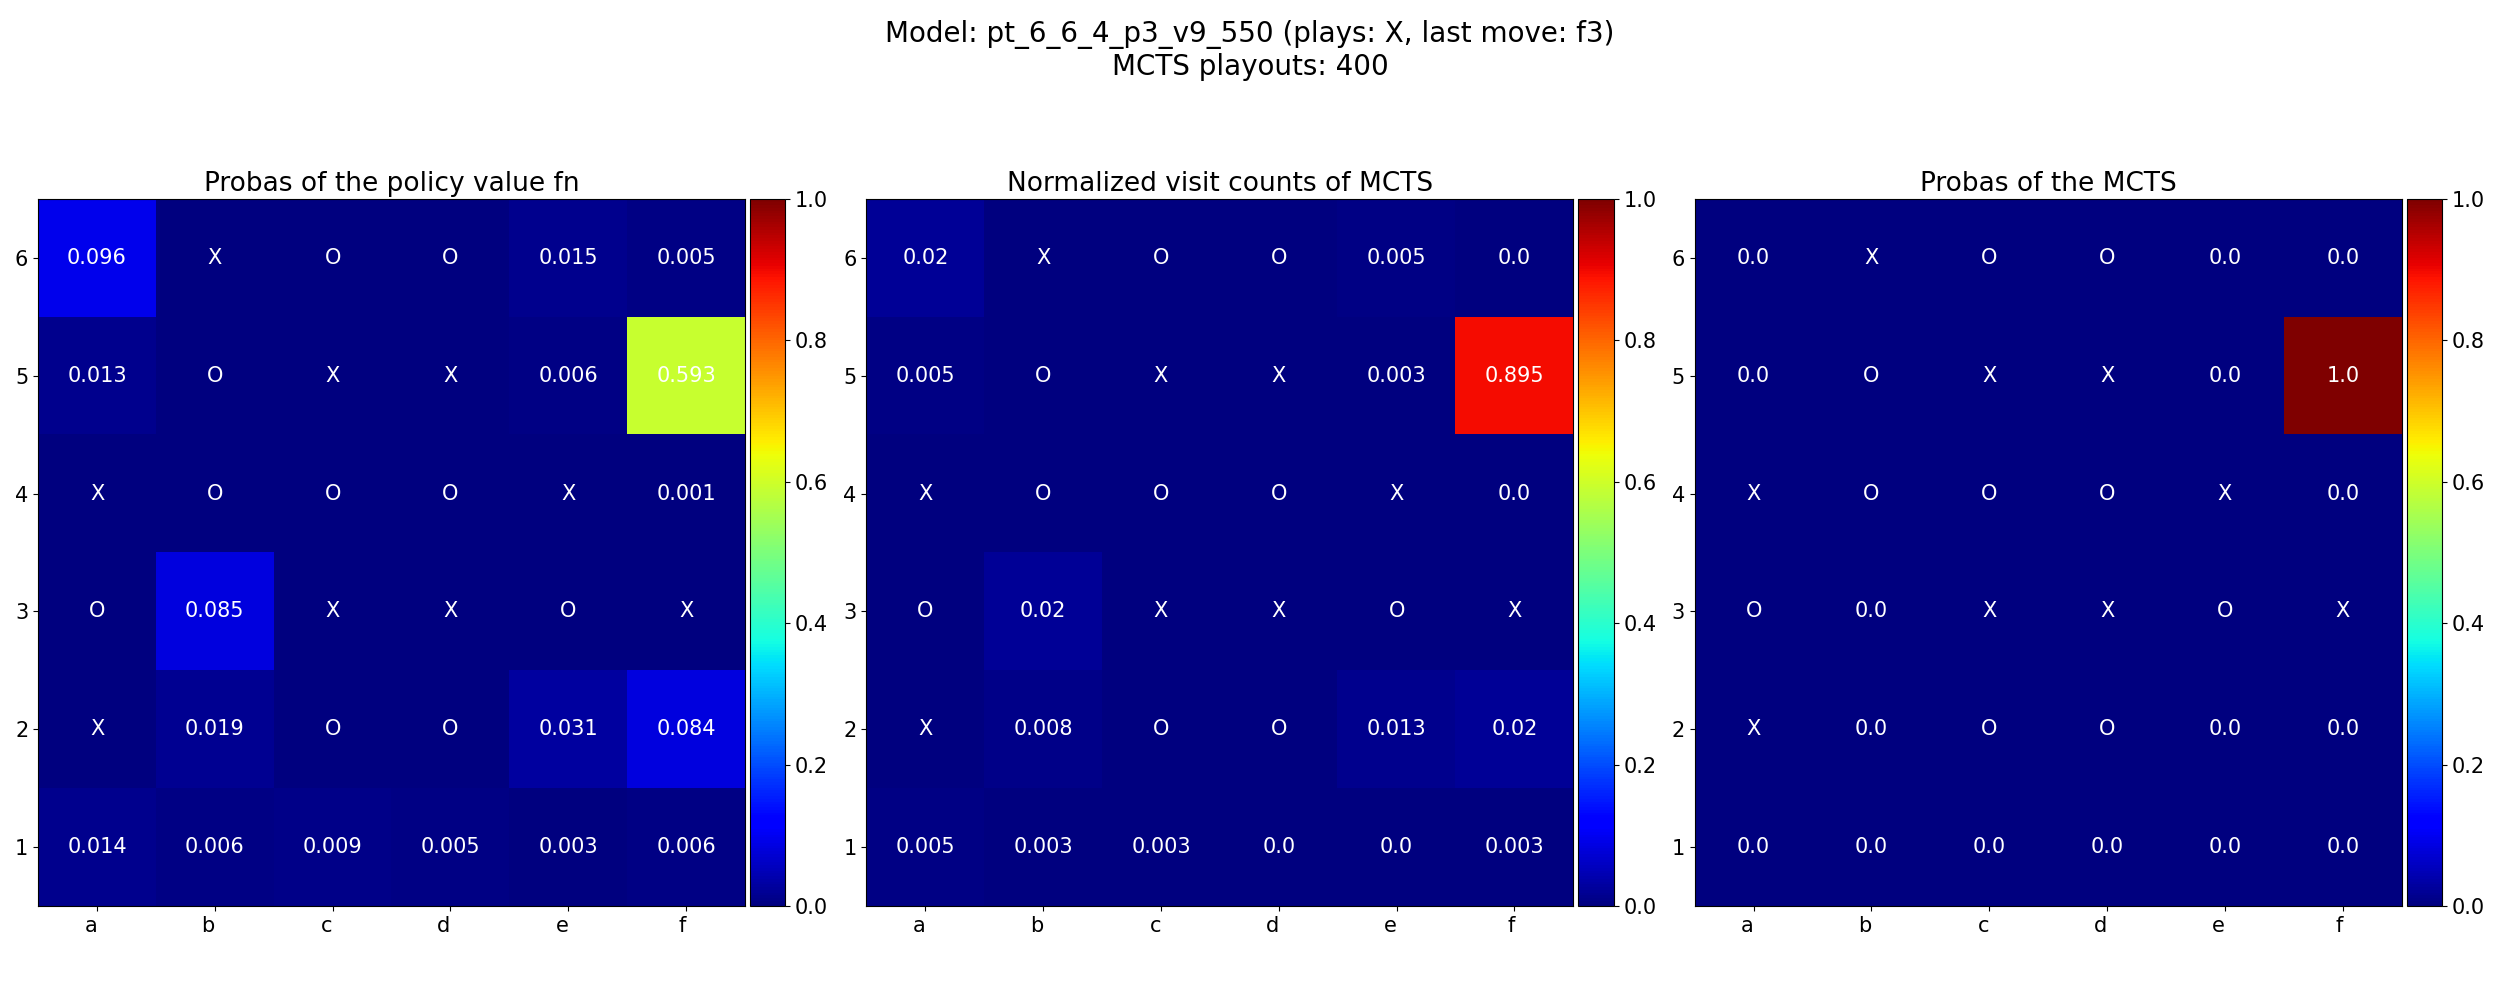 Model: pt_6_6_4_p3_v9_550 (plays: X, last move: f3)
MCTS playouts: 400
Probas of the policy value fn
6 0.096 X O O 0.015 0.005
5 0.013 O X X 0.006 0.593
4 X O O O X 0.001
3 O 0.085 X X O X
2 X 0.019 O O 0.031 0.084
1 0.014 0.006 0.009 0.005 0.003 0.006
a b c d e f
1.0
0.8
0.6
0.4
0.2
0.0
Normalized visit counts of MCTS
6 0.02 X O O 0.005 0.0
5 0.005 O X X 0.003 0.895
4 X O O O X 0.0
3 O 0.02 X X O X
2 X 0.008 O O 0.013 0.02
1 0.005 0.003 0.003 0.0 0.0 0.003
a b c d e f
1.0
0.8
0.6
0.4
0.2
0.0
Probas of the MCTS
6 0.0 X O O 0.0 0.0
5 0.0 O X X 0.0 1.0
4 X O O O X 0.0
3 O 0.0 X X O X
2 X 0.0 O O 0.0 0.0
1 0.0 0.0 0.0 0.0 0.0 0.0
a b c d e f
1.0
0.8
0.6
0.4
0.2
0.0